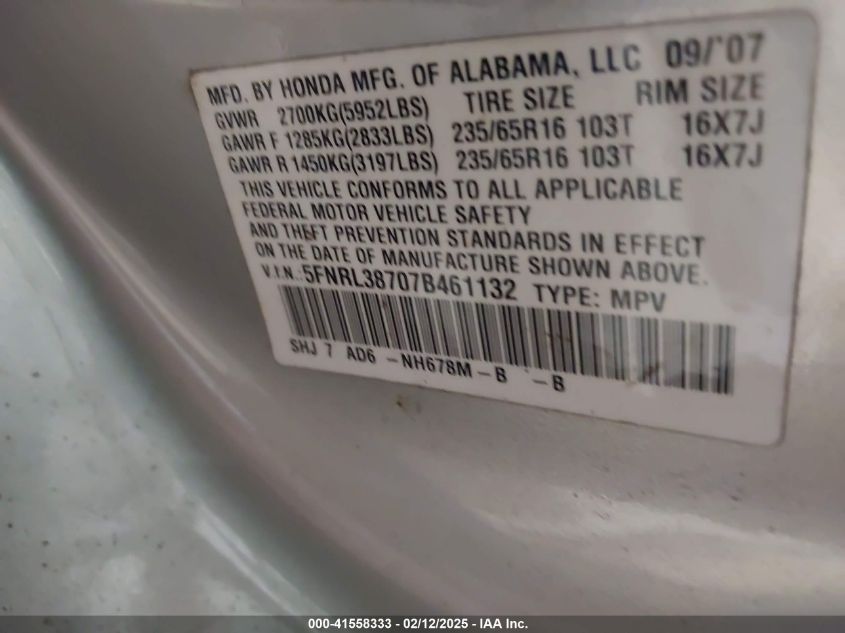 MFD. BY HONDA MFG. OF ALABAMA, LLC 09/'07
GVWR 2700KG(5952LBS) TIRE SIZE RIM SIZE
GAWR F 1285KG(2833LBS) 235/65R16 103T 16X7J
GAWR R 1450KG(3197LBS) 235/65R16 103T 16X7J
THIS VEHICLE CONFORMS TO ALL APPLICABLE
FEDERAL MOTOR VEHICLE SAFETY
AND THEFT PREVENTION STANDARDS IN EFFECT
ON THE DATE OF MANUFACTURE SHOWN ABOVE.
V.I.N.:5FNRL38707B461132 TYPE: MPV
SHJ 7 AD6 -NH678M-B -B
000-41558333 - 02/12/2025 - IAA Inc.